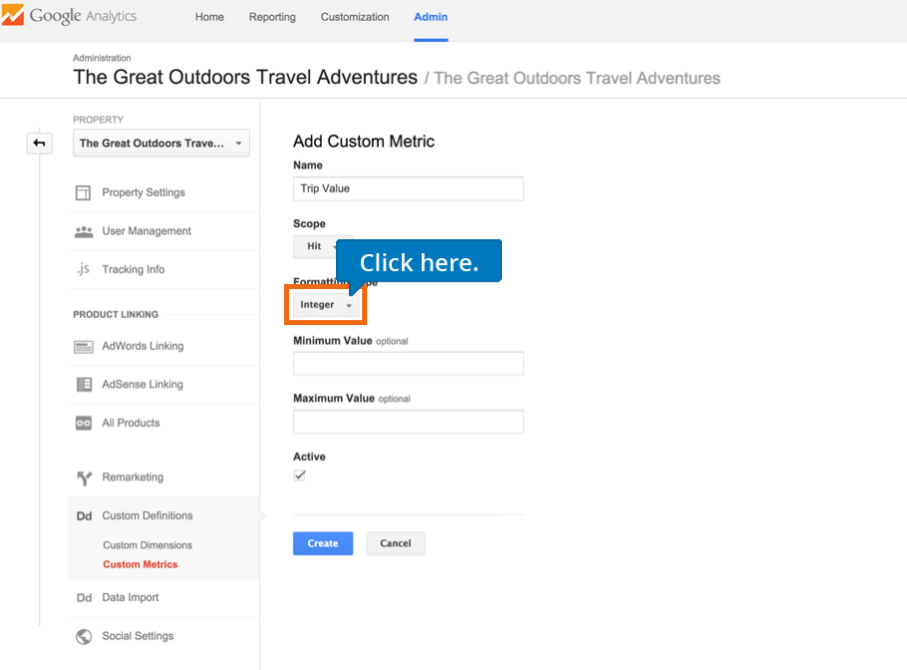 Google Analytics
Home Reporting Customization Admin
Administration
The Great Outdoors Travel Adventures / The Great Outdoors Travel Adventures
PROPERTY
The Great Outdoors Trave...
Property Settings
User Management
.js Tracking Info
PRODUCT LINKING
AdWords Linking
AdSense Linking
All Products
Remarketing
Dd Custom Definitions
Custom Dimensions
Custom Metrics
Dd Data Import
Social Settings
Add Custom Metric
Name
Trip Value
Scope
Hit
Click here.
Integer
Minimum Value optional
Maximum Value optional
Active
Create Cancel